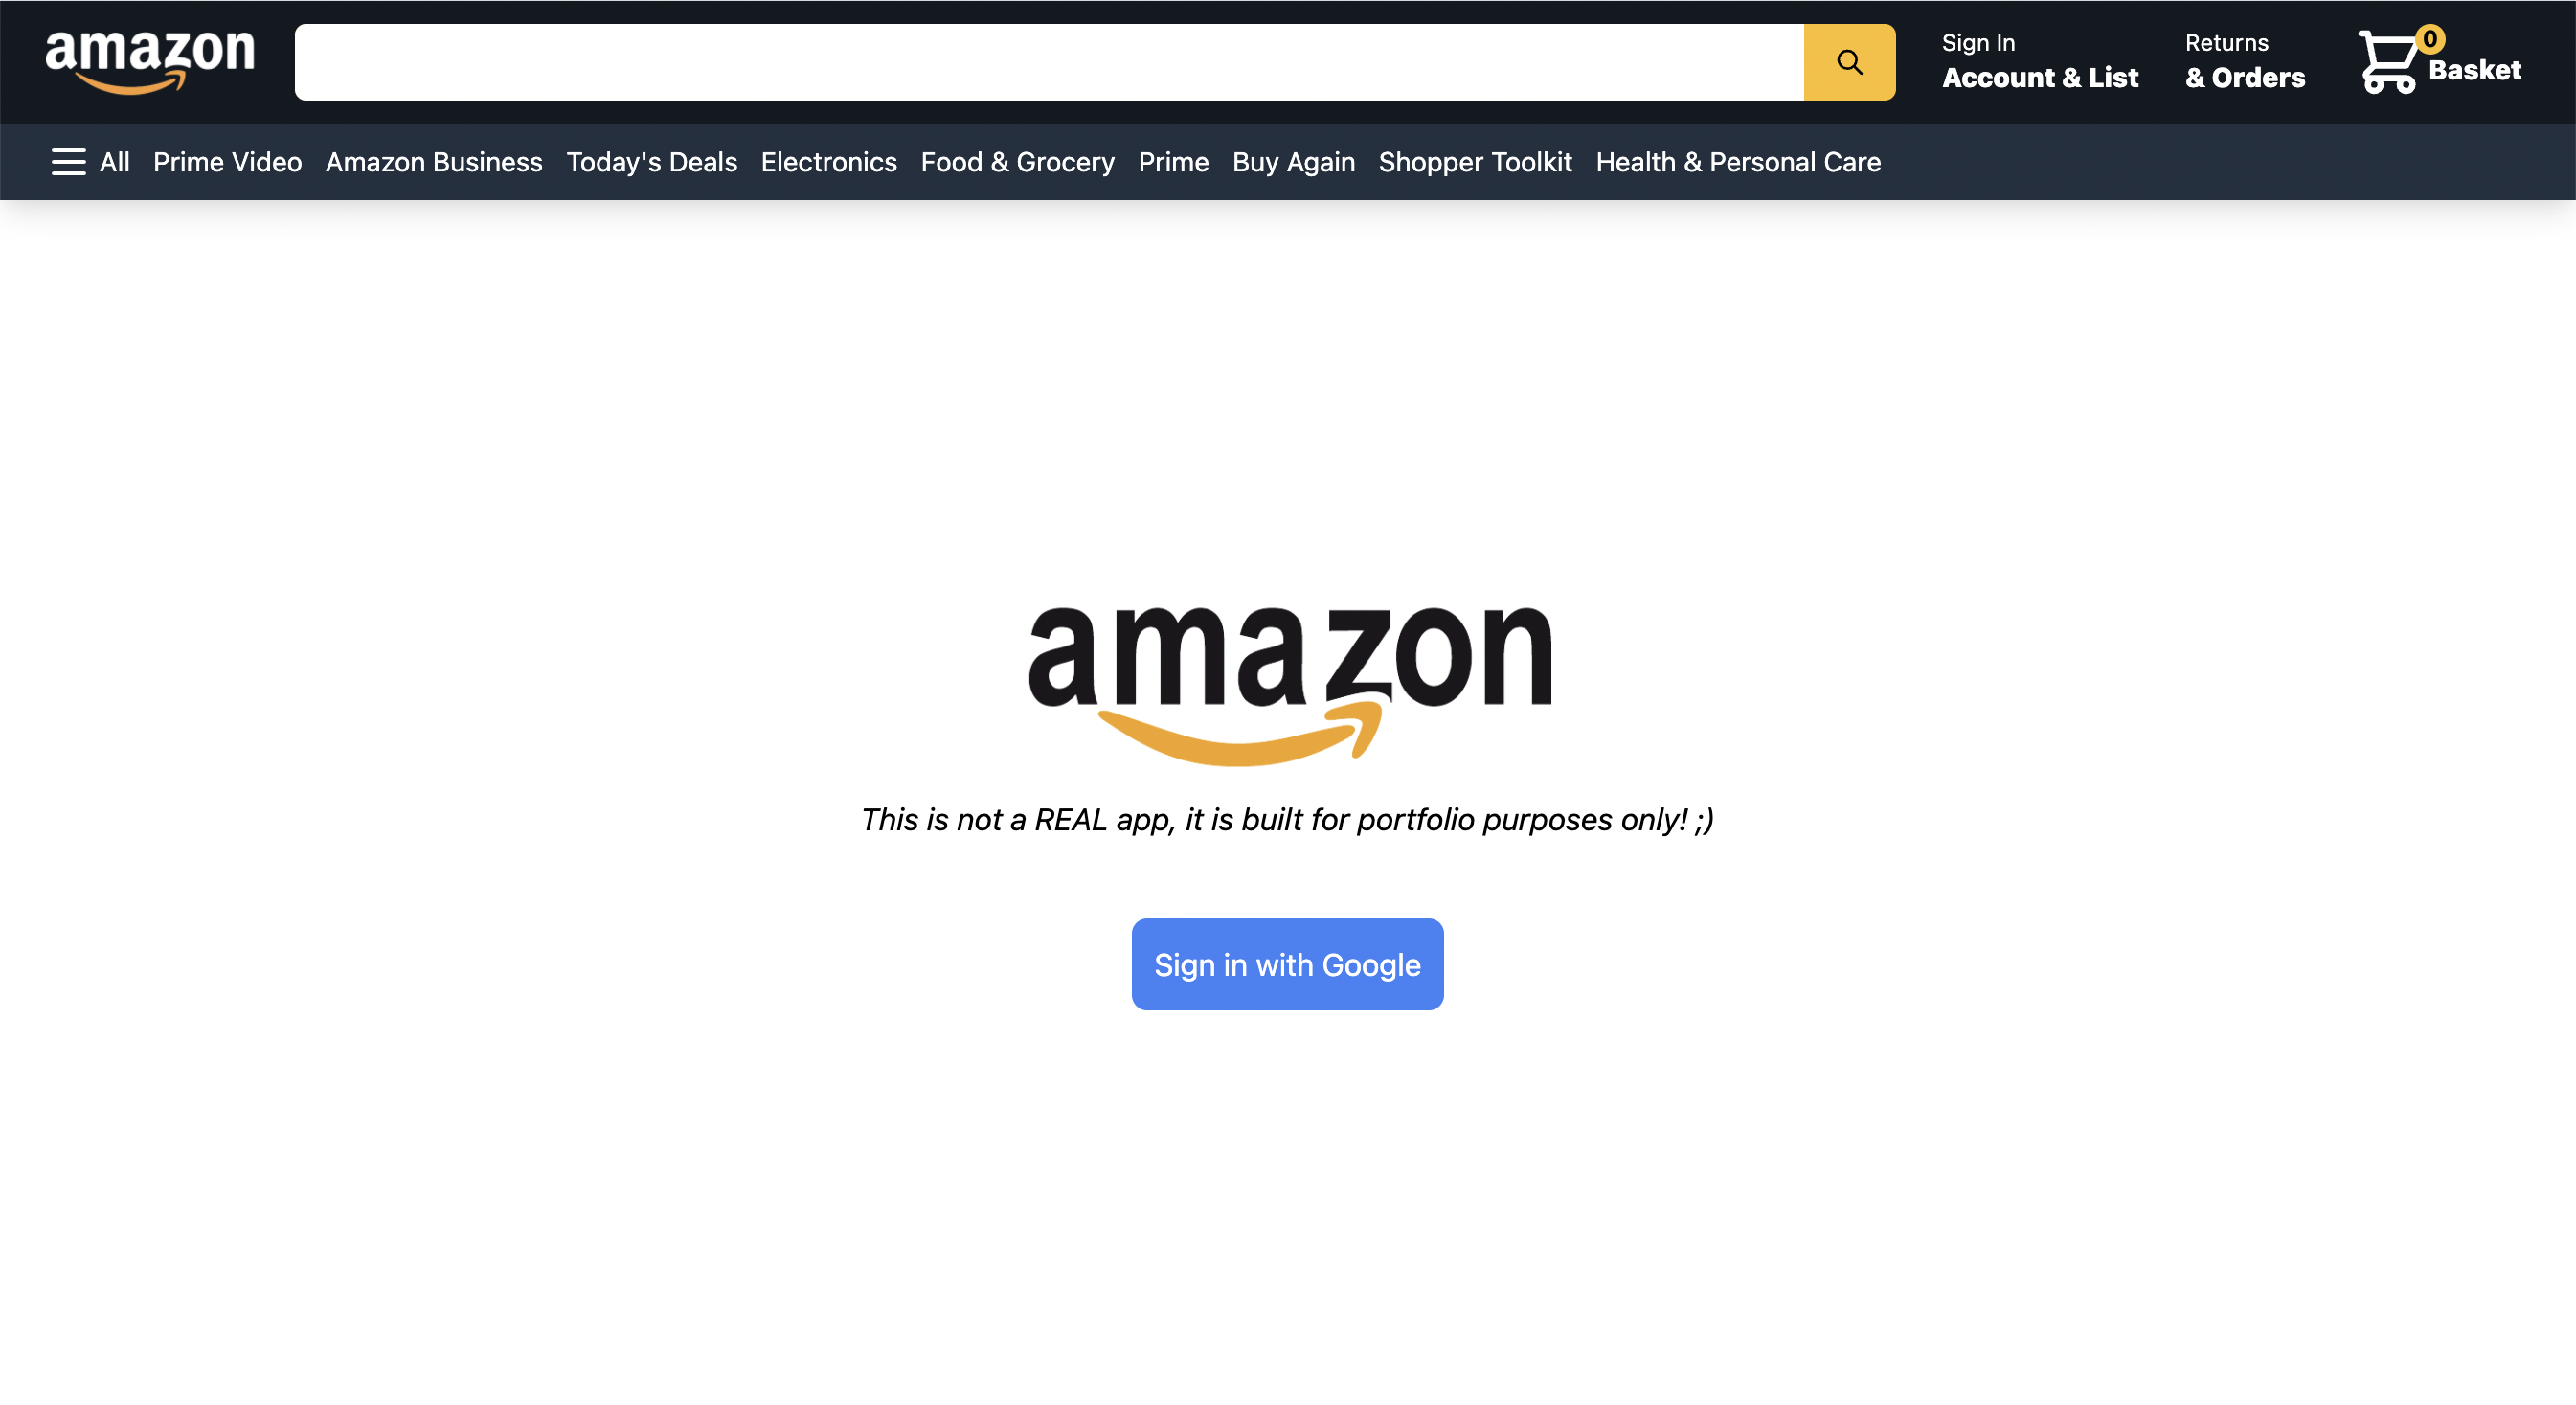 amazon
Sign In
Account & List
Returns
& Orders
0
Basket
All Prime Video Amazon Business Today's Deals Electronics Food & Grocery Prime Buy Again Shopper Toolkit Health & Personal Care
amazon
This is not a REAL app, it is built for portfolio purposes only! ;)
Sign in with Google